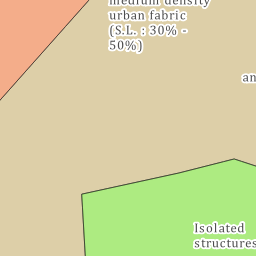 medium density
urban fabric
(S.L. : 30% -
50%)
an
Isolated
structures